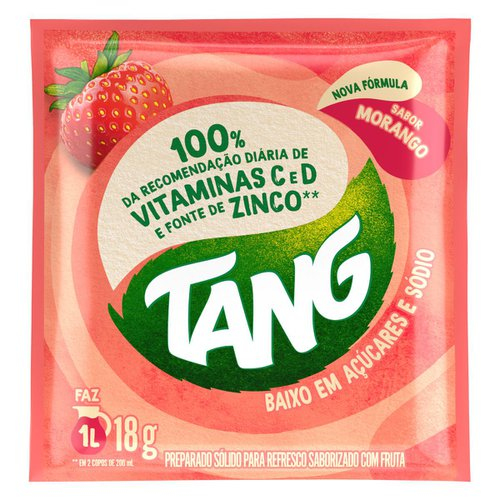 NOVA FÓRMULA
SABOR
MORANGO
100%
DA RECOMENDAÇÃO DIÁRIA DE
VITAMINAS C E D
E FONTE DE ZINCO**
TANG
BAIXO EM AÇÚCARES E SÓDIO
FAZ
1L
18g
** EM 2 COPOS DE 200 mL
PREPARADO SÓLIDO PARA REFRESCO SABORIZADO COM FRUTA